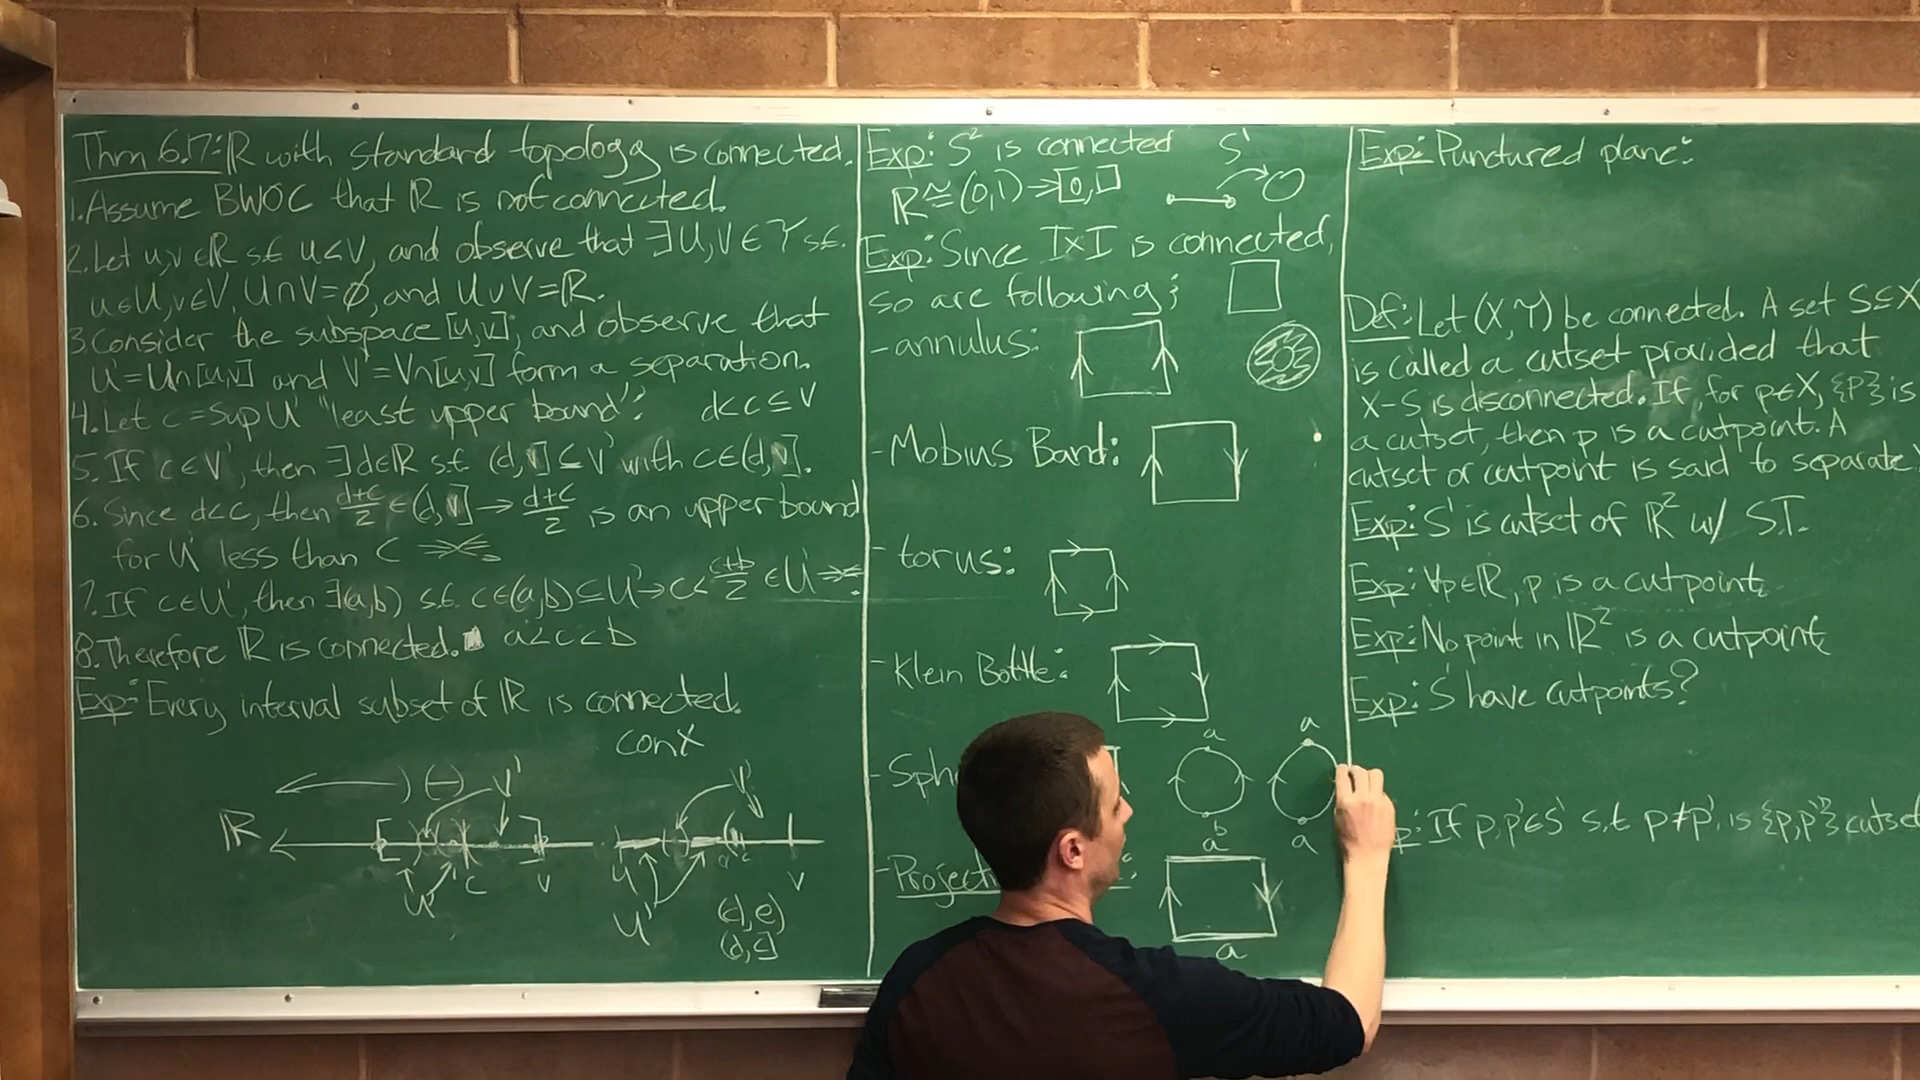 Thm 6.7: ℝ with standard topology is connected.
1. Assume BWOC that ℝ is not connected.
2. Let u,v ∈ ℝ s.t. u<v, and observe that ∃ U,V ∈ 𝒯 s.t.
u∈U, v∈V, U∩V=∅, and U∪V=ℝ.
3. Consider the subspace [u,v], and observe that
U'=U∩[u,v] and V'=V∩[u,v] form a separation.
4. Let c = sup U' "least upper bound". d<c≤v
5. If c∈V', then ∃d∈ℝ s.t. (d,v]⊆V' with c∈(d,v].
6. Since d<c, then (d+c)/2 ∈ (d,v] → (d+c)/2 is an upper bound
for U' less than c ⨳.
7. If c∈U', then ∃(a,b) s.t. c∈(a,b)⊆U' → c< (c+b)/2 ∈ U' ⨳.
8. Therefore ℝ is connected. ■ a<c<b
Exp: Every interval subset of ℝ is connected.
conX
) (–) V'
ℝ [ ] U' c v
V' u U' v
(d,e)
(d,c]
Exp: S² is connected S¹
ℝ ≅ (0,1) → [0,
Exp: Since I×I is connected,
so are following:
- annulus:
- Mobius Band:
- torus:
- Klein Bottle:
- Sph
a a
b a
- Project
a
a
Exp: Punctured plane:
Def: Let (X,𝒯) be connected. A set S⊆X
is called a cutset provided that
X-S is disconnected. If, for p∈X, {p} is
a cutset, then p is a cutpoint. A
cutset or cutpoint is said to separate
Exp: S¹ is cutset of ℝ² w/ S.T.
Exp: ∀p∈ℝ, p is a cutpoint.
Exp: No point in ℝ² is a cutpoint
Exp: S' have cutpoints?
p: If p,p'∈S' s.t p≠p', is {p,p'} cutset